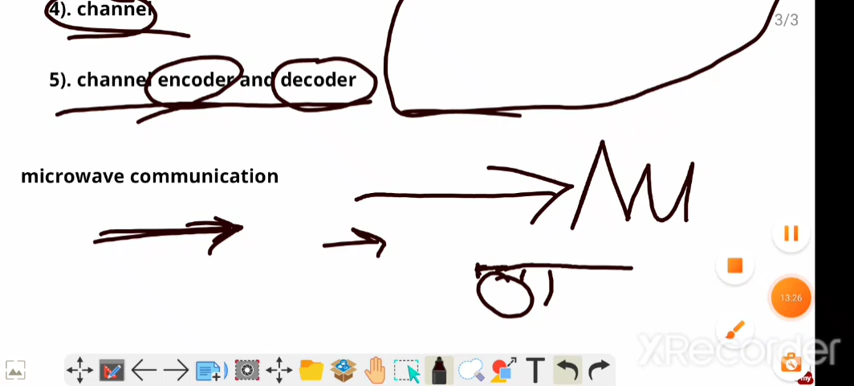 4). channel
3/3
5). channel encoder and decoder
microwave communication
13:26
XRecorder